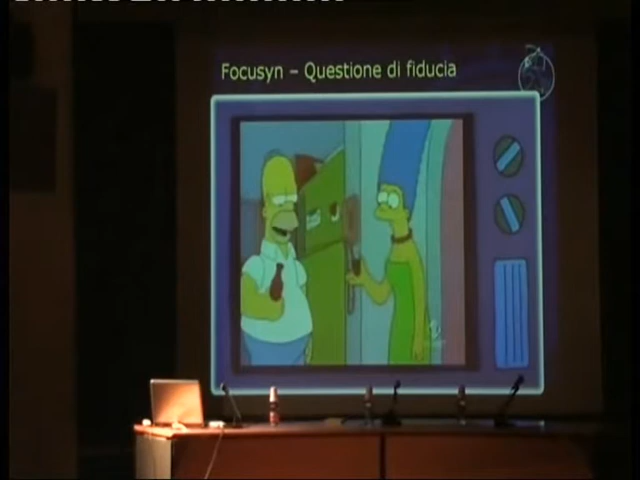 Focusyn – Questione di fiducia